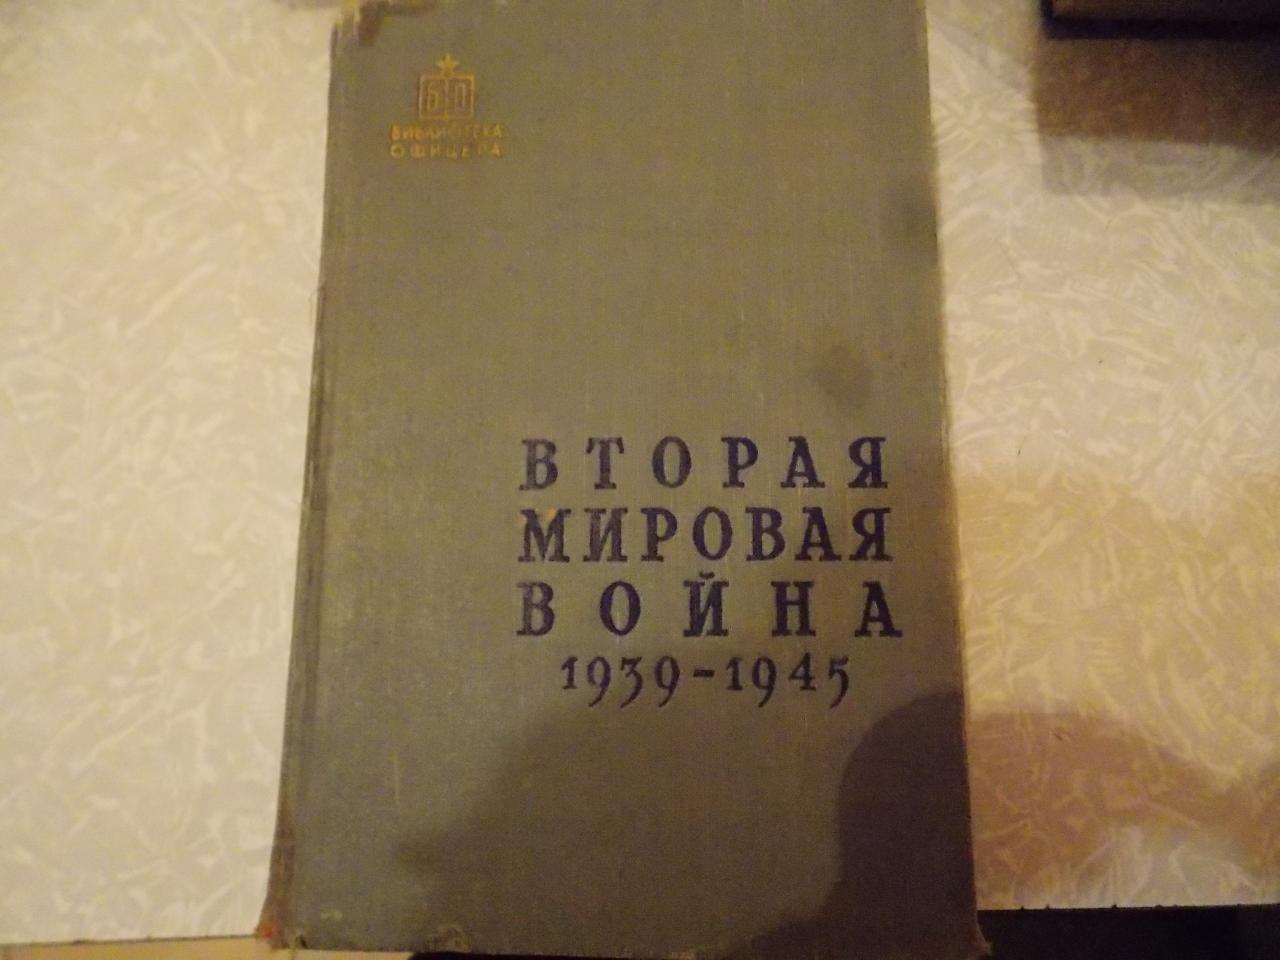 БО
БИБЛИОТЕКА
ОФИЦЕРА
ВТОРАЯ
МИРОВАЯ
ВОЙНА
1939-1945